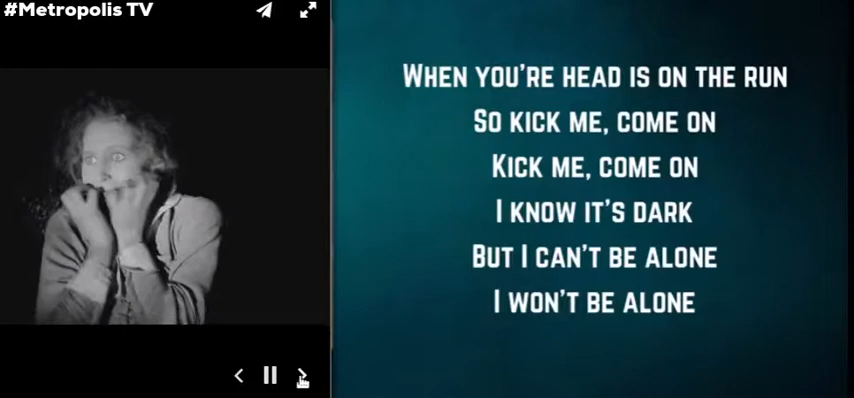 #Metropolis TV
When you're head is on the run
So kick me, come on
Kick me, come on
I know it's dark
But I can't be alone
I won't be alone